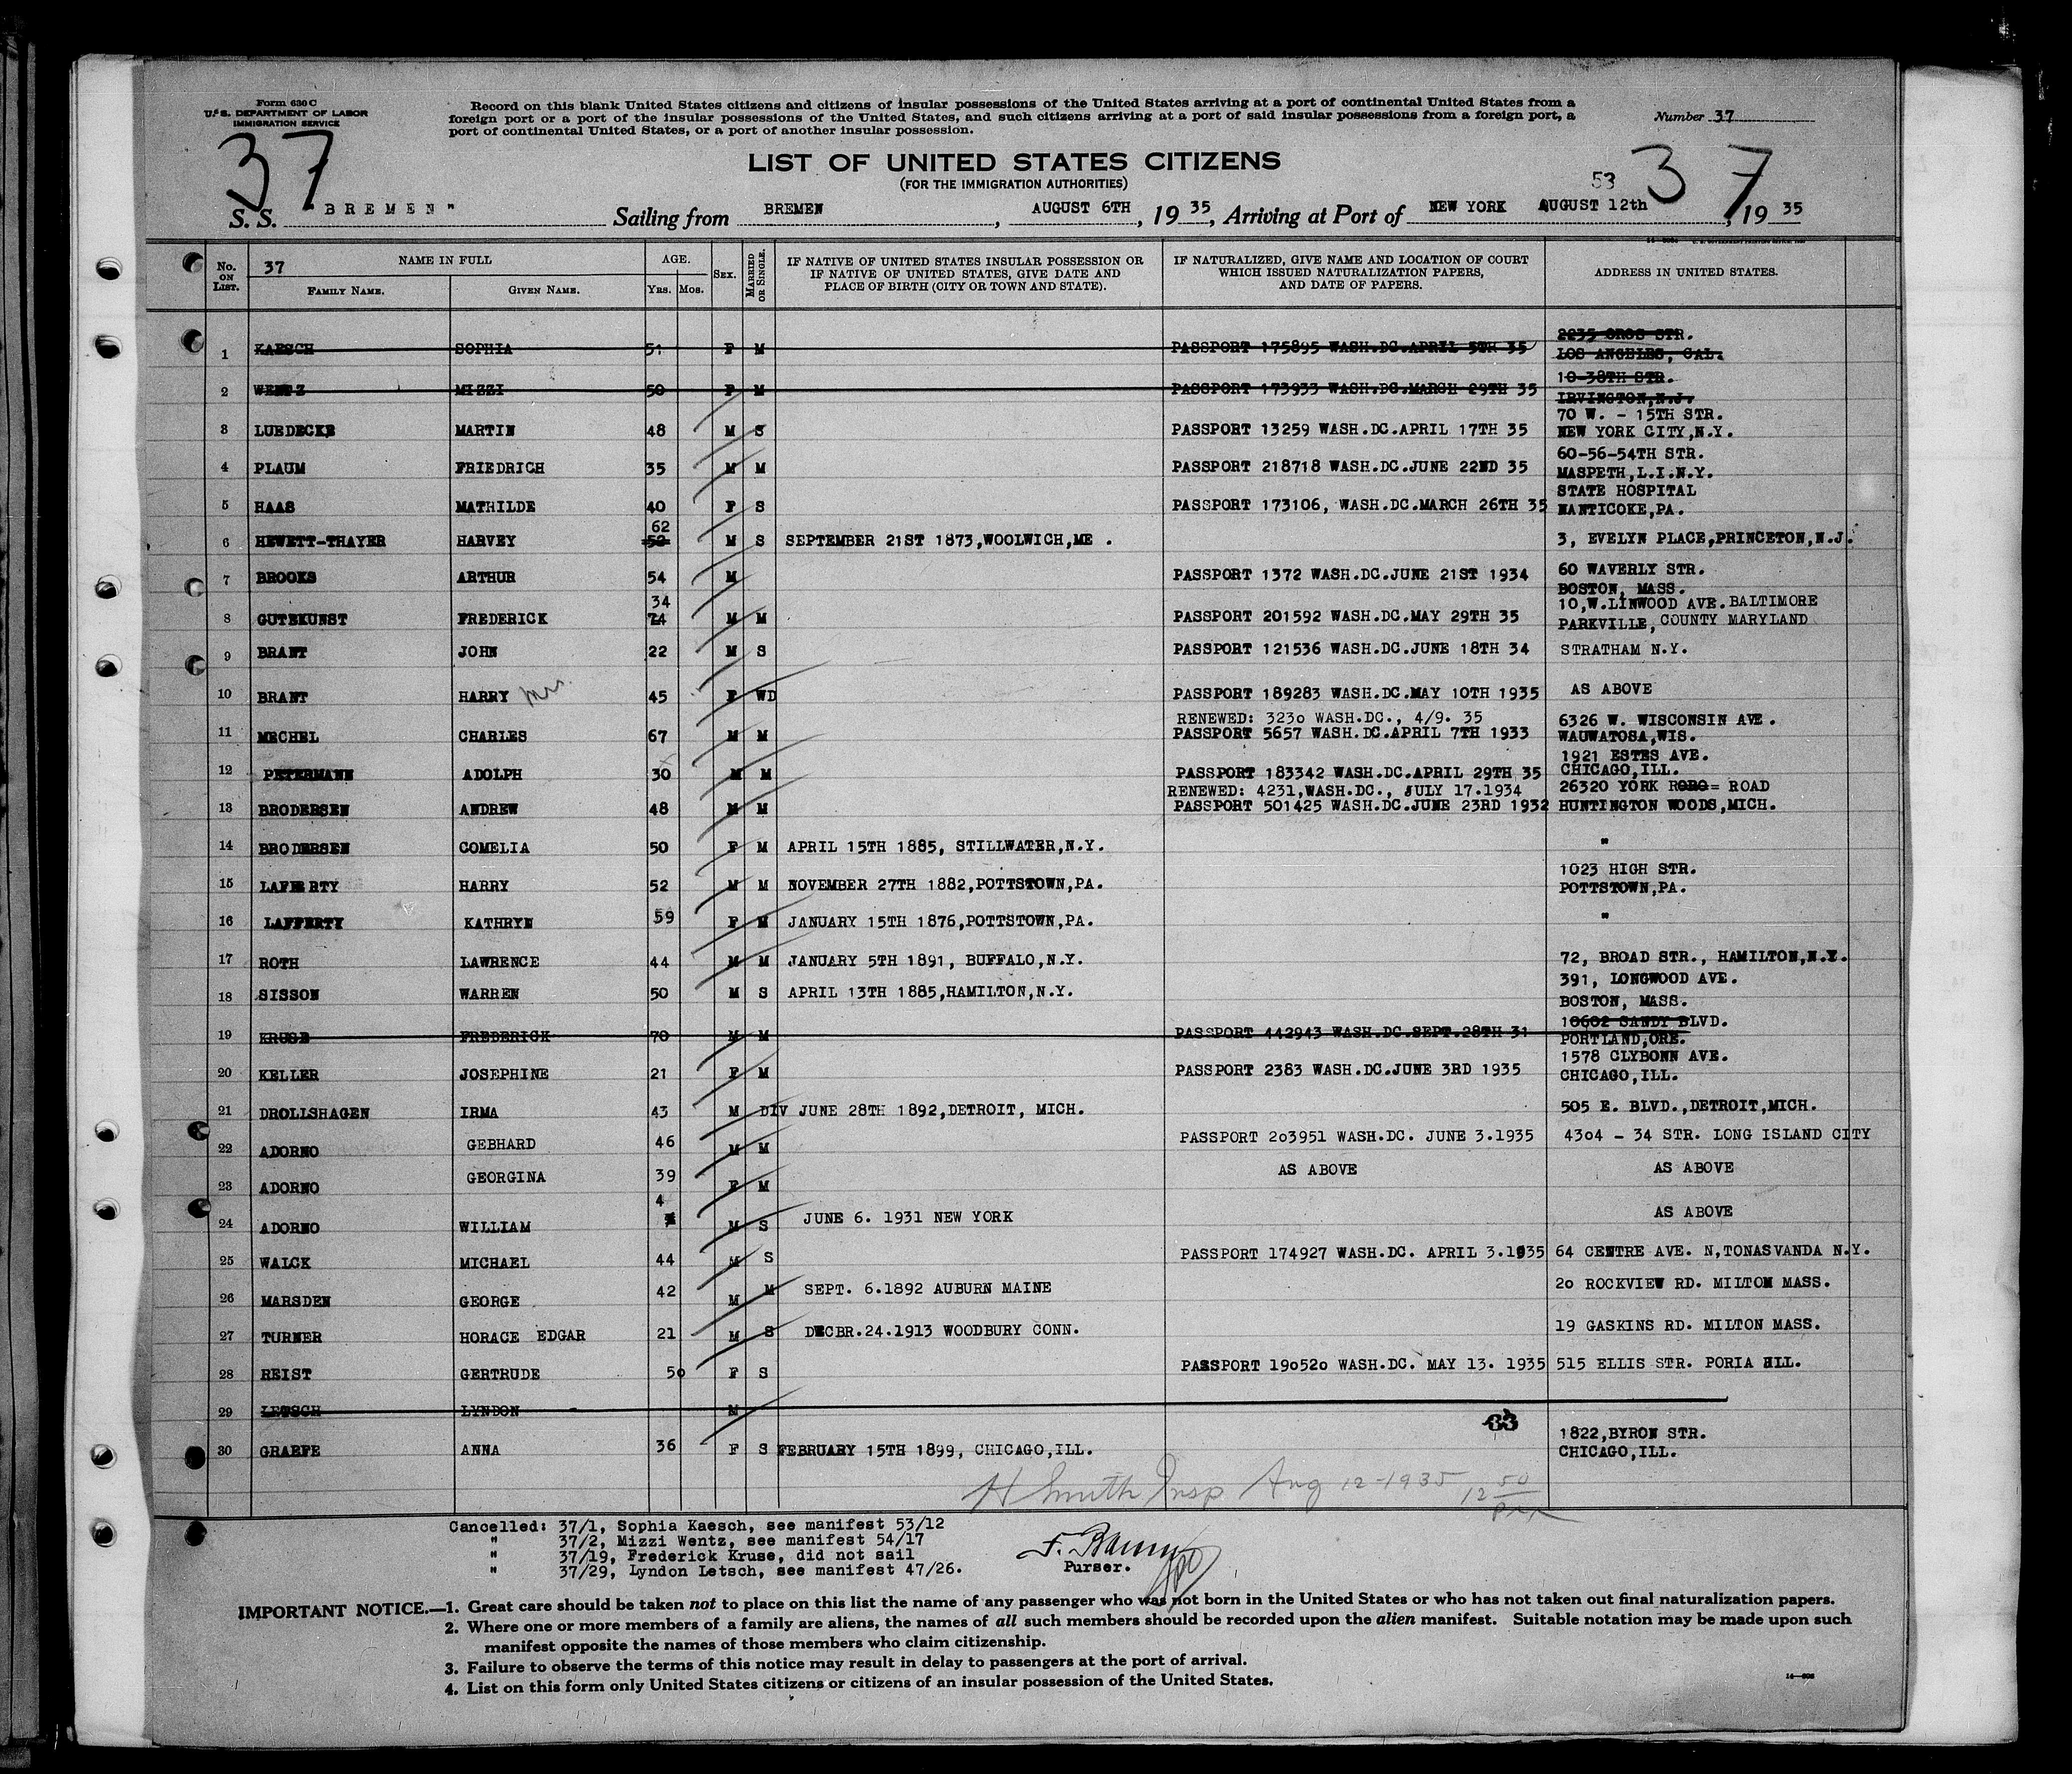 Form 630 C
U. S. DEPARTMENT OF LABOR
IMMIGRATION SERVICE
Record on this blank United States citizens and citizens of insular possessions of the United States arriving at a port of continental United States from a
foreign port or a port of the insular possessions of the United States, and such citizens arriving at a port of said insular possessions from a foreign port, a
port of continental United States, or a port of another insular possession.
Number 37
37
LIST OF UNITED STATES CITIZENS
(FOR THE IMMIGRATION AUTHORITIES)
53
37
S. S. "BREMEN" Sailing from BREMEN, AUGUST 6TH, 19 35, Arriving at Port of NEW YORK AUGUST 12th, 19 35
No. ON LIST.
37 NAME IN FULL
FAMILY NAME. GIVEN NAME.
AGE.
YRS. MOS.
SEX.
MARRIED OR SINGLE.
IF NATIVE OF UNITED STATES INSULAR POSSESSION OR
IF NATIVE OF UNITED STATES, GIVE DATE AND
PLACE OF BIRTH (CITY OR TOWN AND STATE).
IF NATURALIZED, GIVE NAME AND LOCATION OF COURT
WHICH ISSUED NATURALIZATION PAPERS,
AND DATE OF PAPERS.
ADDRESS IN UNITED STATES.
2235 STR.
1 KAESCH SOPHIA F M PASSPORT 175895 WASH.DC.APRIL 5TH 35
LOS ANGELES, CAL.
10-38TH STR.
2 WENTZ MIZZI 50 F M PASSPORT 173933 WASH.DC.MARCH 29TH 35
IRVINGTON,N.J.
70 W. - 15TH STR.
3 LUEDECKE MARTIN 48 M S PASSPORT 13259 WASH.DC.APRIL 17TH 35
NEW YORK CITY,N.Y.
60-56-54TH STR.
4 PLAUM FRIEDRICH 35 M M PASSPORT 218718 WASH.DC.JUNE 22ND 35
MASPETH,L.I.N.Y.
STATE HOSPITAL
5 HAAS MATHILDE 40 F S PASSPORT 173106, WASH.DC.MARCH 26TH 35
NANTICOKE,PA.
62
6 HEWETT-THAYER HARVEY 52 M S SEPTEMBER 21ST 1873,WOOLWICH,ME . 3, EVELYN PLACE,PRINCETON,N.J.
7 BROOKS ARTHUR 54 M PASSPORT 1372 WASH.DC.JUNE 21ST 1934 60 WAVERLY STR.
BOSTON, MASS.
34 10,W.LINWOOD AVE. BALTIMORE
8 GUTEKUNST FREDERICK 74 M M PASSPORT 201592 WASH.DC.MAY 29TH 35
PARKVILLE, COUNTY MARYLAND
9 BRANT JOHN 22 M S PASSPORT 121536 WASH.DC.JUNE 18TH 34 STRATHAM N.Y.
10 BRANT HARRY Mrs. 45 F WD PASSPORT 189283 WASH.DC.MAY 10TH 1935 AS ABOVE
RENEWED: 3230 WASH.DC., 4/9. 35 6326 W. WISCONSIN AVE.
11 MECHEL CHARLES 67 M M PASSPORT 5657 WASH.DC.APRIL 7TH 1933 WAUWATOSA,WIS.
1921 ESTES AVE.
12 PETERMANN ADOLPH 30 M M PASSPORT 183342 WASH.DC.APRIL 29TH 35 CHICAGO,ILL.
RENEWED: 4231,WASH.DC., JULY 17.1934 26320 YORK RORO= ROAD
13 BRODERSEN ANDREW 48 M M PASSPORT 501425 WASH.DC.JUNE 23RD 1932 HUNTINGTON WOODS,MICH.
14 BRODERSEN COMELIA 50 F M APRIL 15TH 1885, STILLWATER,N.Y. "
1023 HIGH STR.
15 LAFFERTY HARRY 52 M M NOVEMBER 27TH 1882,POTTSTOWN,PA. POTTSTOWN,PA.
16 LAFFERTY KATHRYN 59 F M JANUARY 15TH 1876,POTTSTOWN,PA. "
17 ROTH LAWRENCE 44 M M JANUARY 5TH 1891, BUFFALO,N.Y. 72, BROAD STR., HAMILTON,N.Y.
391, LONGWOOD AVE.
18 SISSON WARREN 50 M S APRIL 13TH 1885,HAMILTON,N.Y.
BOSTON, MASS.
10602 SANDY BLVD.
19 KRUSE FREDERICK 70 M M PASSPORT 442943 WASH.DC.SEPT.28TH 31
PORTLAND,ORE.
1578 CLYBONN AVE.
20 KELLER JOSEPHINE 21 F M PASSPORT 2383 WASH.DC.JUNE 3RD 1935
CHICAGO,ILL.
21 DROLLSHAGEN IRMA 43 M DIV JUNE 28TH 1892,DETROIT, MICH. 505 E. BLVD.,DETROIT,MICH.
22 ADORNO GEBHARD 46 M M PASSPORT 203951 WASH.DC. JUNE 3.1935 4304 - 34 STR. LONG ISLAND CITY
23 ADORNO GEORGINA 39 F M AS ABOVE AS ABOVE
4
24 ADORNO WILLIAM M S JUNE 6. 1931 NEW YORK AS ABOVE
25 WALCK MICHAEL 44 M S PASSPORT 174927 WASH.DC. APRIL 3.1935 64 CENTRE AVE. N,TONASVANDA N.Y.
26 MARSDEN GEORGE 42 M M SEPT. 6.1892 AUBURN MAINE 20 ROCKVIEW RD. MILTON MASS.
27 TURNER HORACE EDGAR 21 M S DECBR.24.1913 WOODBURY CONN. 19 GASKINS RD. MILTON MASS.
28 REIST GERTRUDE 50 F S PASSPORT 190520 WASH.DC. MAY 13. 1935 515 ELLIS STR. PORIA ILL.
29 LETSCH LYNDON M
33
1822,BYRON STR.
30 GRAEFE ANNA 36 F S FEBRUARY 15TH 1899, CHICAGO,ILL. CHICAGO,ILL.
H Smith Insp Aug 12-1935 12 50
Cancelled: 37/1, Sophia Kaesch, see manifest 53/12
" 37/2, Mizzi Wentz, see manifest 54/17
" 37/19, Frederick Kruse, did not sail
" 37/29, Lyndon Letsch, see manifest 47/26.
Purser.
IMPORTANT NOTICE.—1. Great care should be taken not to place on this list the name of any passenger who was not born in the United States or who has not taken out final naturalization papers.
2. Where one or more members of a family are aliens, the names of all such members should be recorded upon the alien manifest. Suitable notation may be made upon such
manifest opposite the names of those members who claim citizenship.
3. Failure to observe the terms of this notice may result in delay to passengers at the port of arrival.
4. List on this form only United States citizens or citizens of an insular possession of the United States.